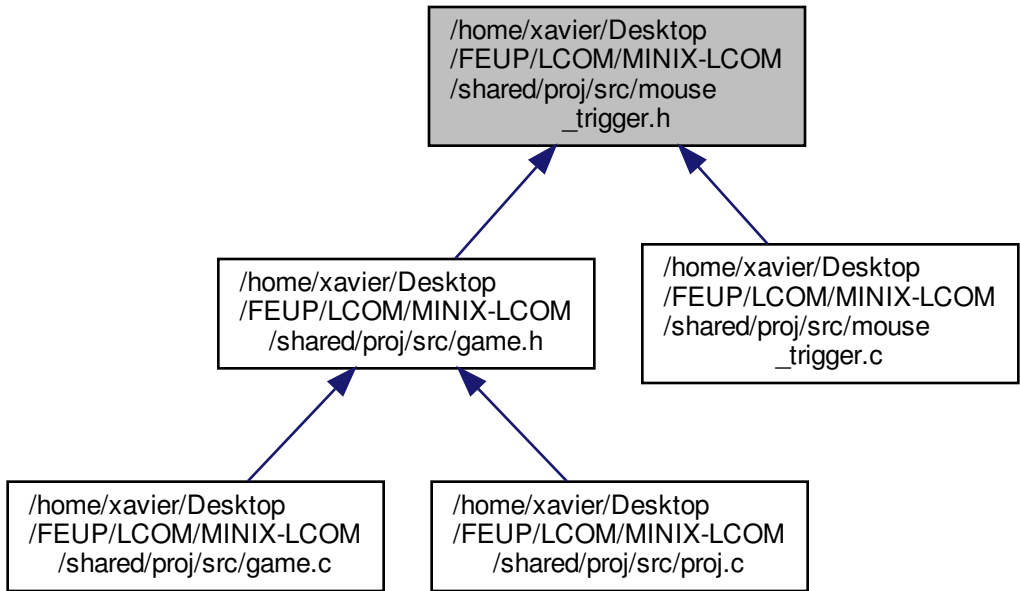 /home/xavier/Desktop
/FEUP/LCOM/MINIX-LCOM
/shared/proj/src/mouse
_trigger.h
/home/xavier/Desktop
/FEUP/LCOM/MINIX-LCOM
/shared/proj/src/game.h
/home/xavier/Desktop
/FEUP/LCOM/MINIX-LCOM
/shared/proj/src/mouse
_trigger.c
/home/xavier/Desktop
/FEUP/LCOM/MINIX-LCOM
/shared/proj/src/game.c
/home/xavier/Desktop
/FEUP/LCOM/MINIX-LCOM
/shared/proj/src/proj.c